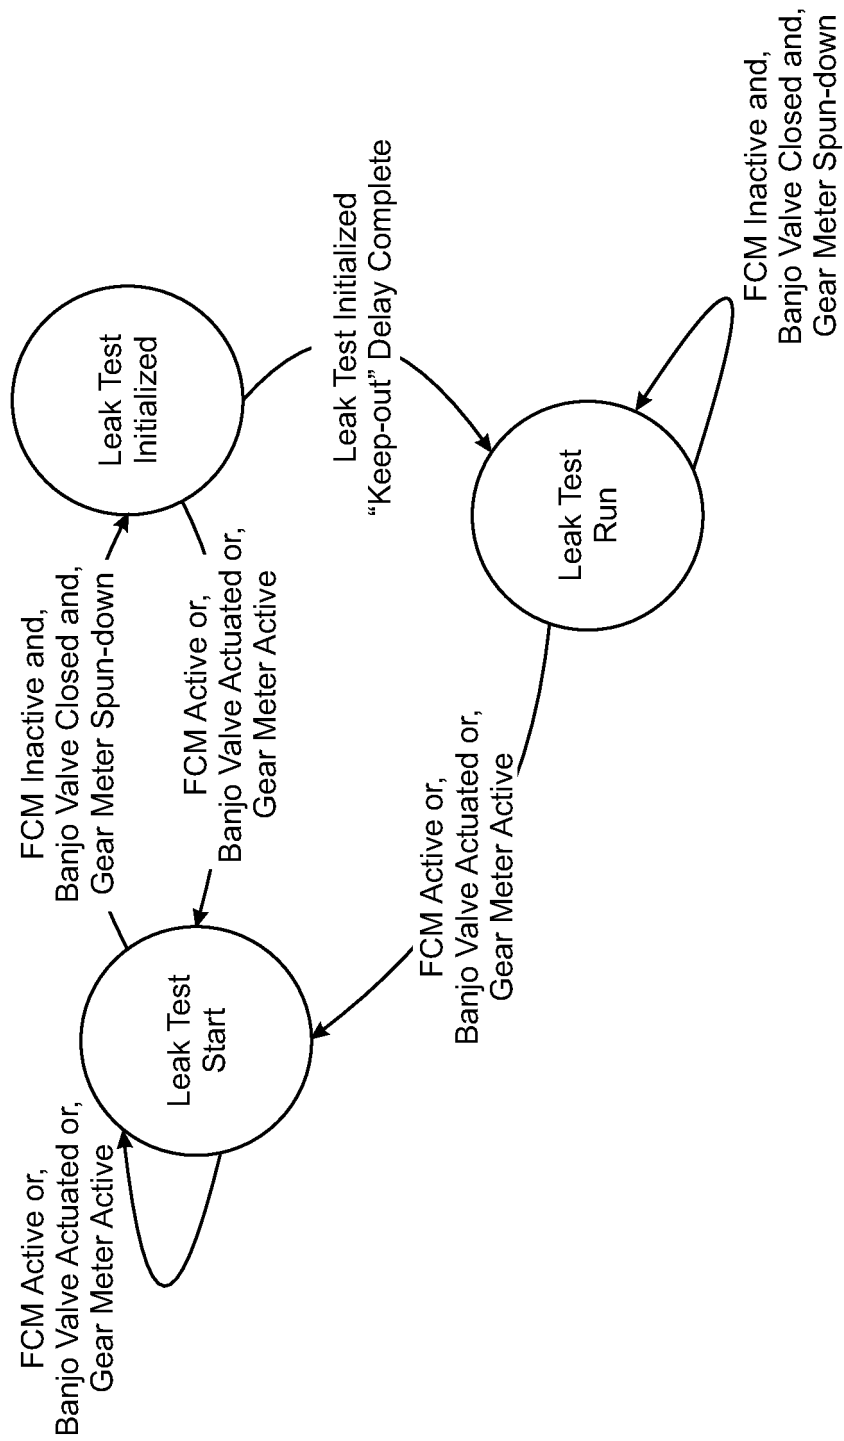 FCM Active or,
Banjo Valve Actuated or,
Gear Meter Active
Leak Test
Start
FCM Inactive and,
Banjo Valve Closed and,
Gear Meter Spun-down
FCM Active or,
Banjo Valve Actuated or,
Gear Meter Active
Leak Test
Initialized
Leak Test Initialized
“Keep-out” Delay Complete
FCM Active or,
Banjo Valve Actuated or,
Gear Meter Active
Leak Test
Run
FCM Inactive and,
Banjo Valve Closed and,
Gear Meter Spun-down